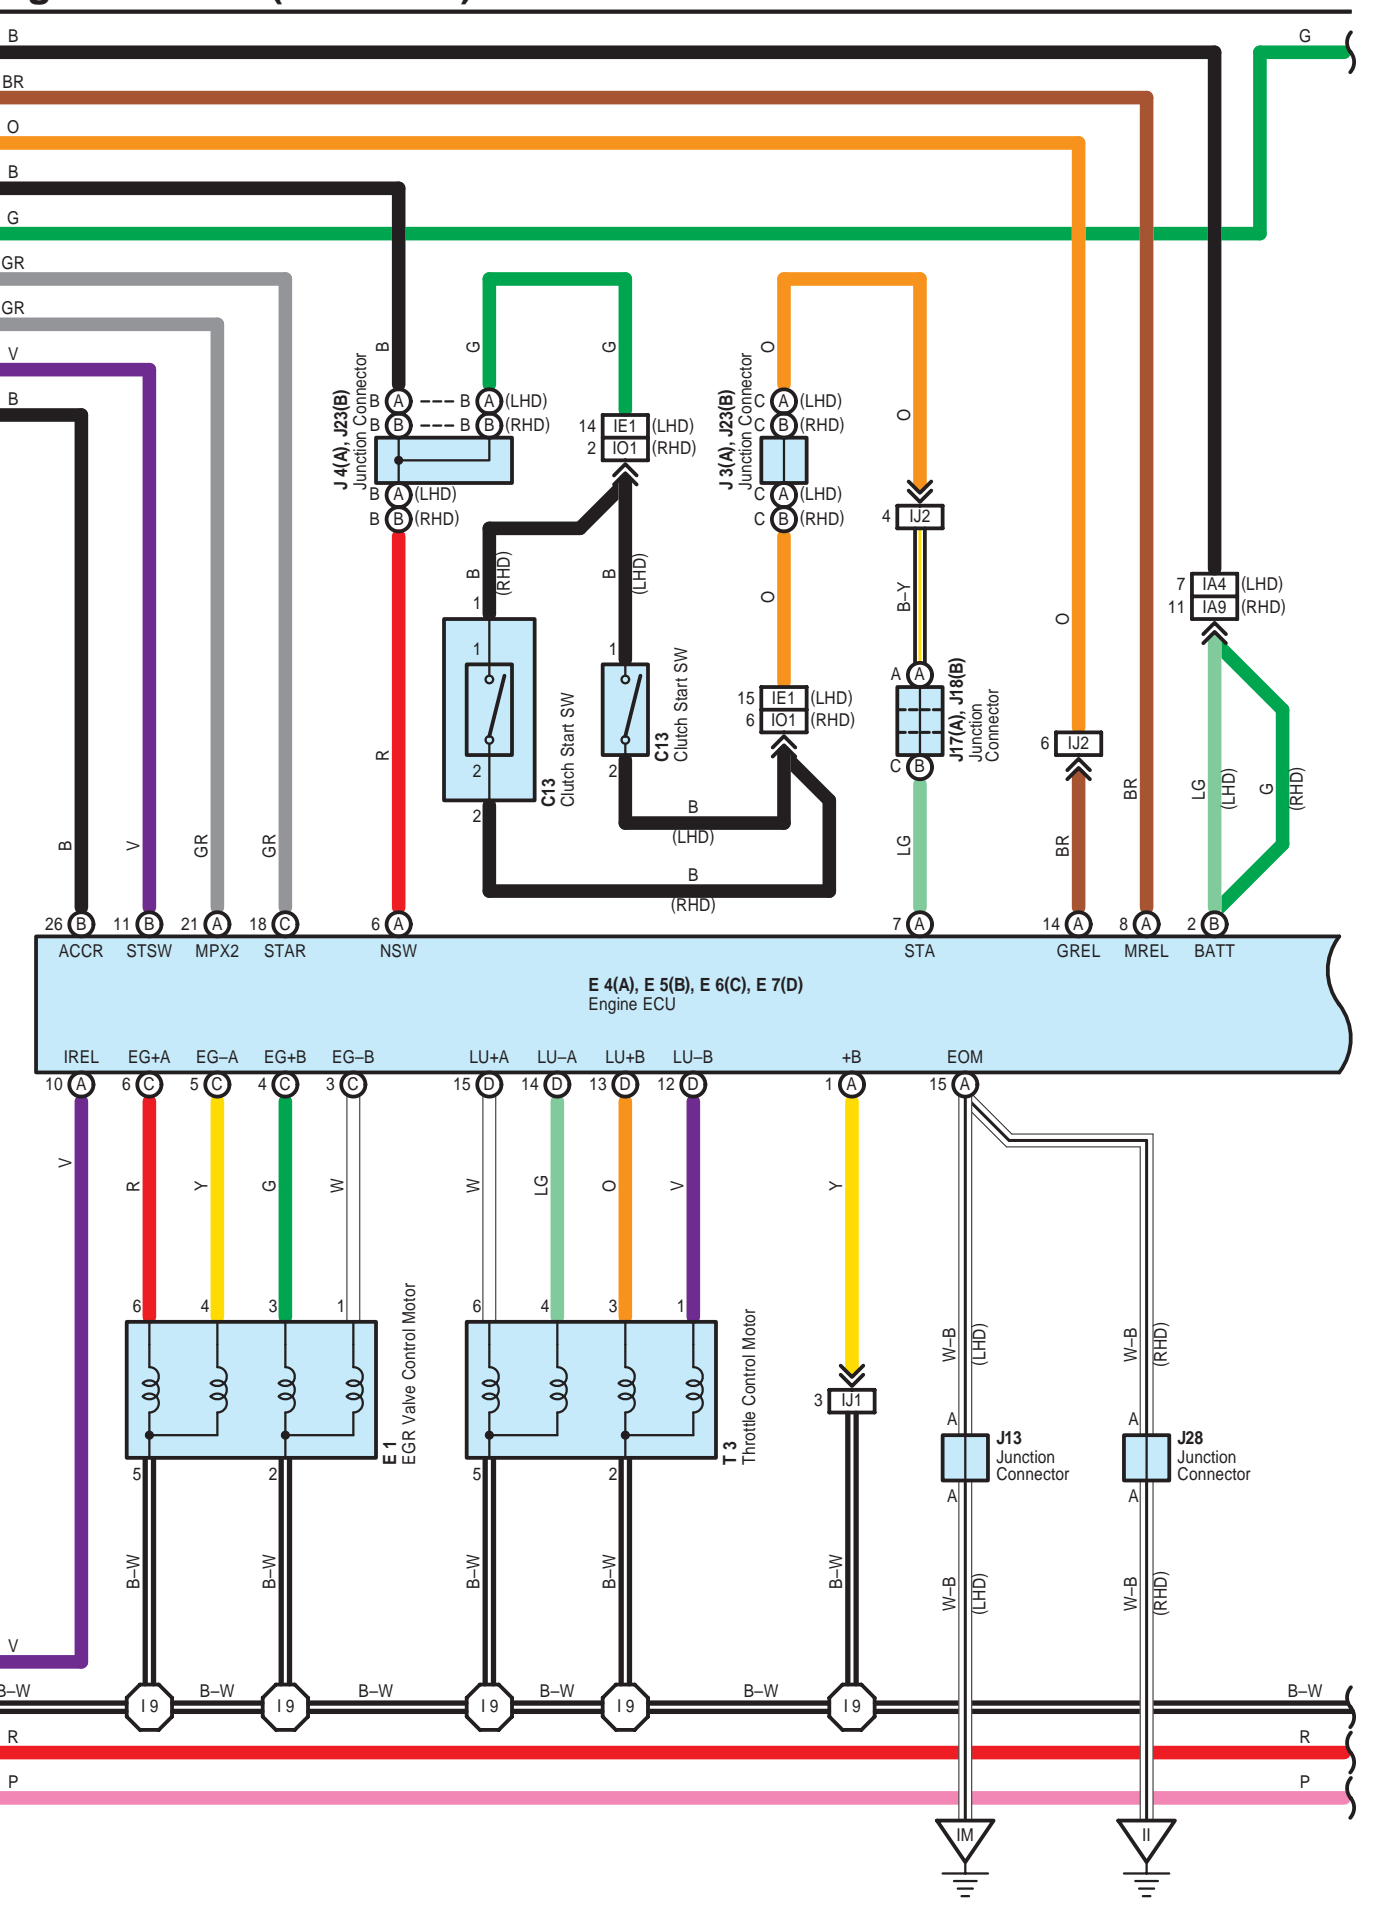 B
G
BR
O
B
G
GR
GR
V
B
B
G
G
O
O
J 4(A), J23(B)
Junction Connector
B A --- B A (LHD)
B B --- B B (RHD)
B A (LHD)
B B (RHD)
14 IE1 (LHD)
2 IO1 (RHD)
J 3(A), J23(B)
Junction Connector
C A (LHD)
C B (RHD)
C A (LHD)
C B (RHD)
4 IJ2
B
(RHD)
B
(LHD)
O
B–Y
7 IA4 (LHD)
11 IA9 (RHD)
O
1
1
2
2
C13
Clutch Start SW
1
2
C13
Clutch Start SW
15 IE1 (LHD)
6 IO1 (RHD)
A A
J17(A), J18(B)
Junction
Connector
C B
6 IJ2
R
B
(LHD)
B
(RHD)
B
V
GR
GR
LG
BR
BR
LG
(LHD)
G
(RHD)
26 B
11 B
21 A
18 C
6 A
7 A
14 A
8 A
2 B
ACCR
STSW
MPX2
STAR
NSW
STA
GREL
MREL
BATT
E 4(A), E 5(B), E 6(C), E 7(D)
Engine ECU
IREL
EG+A
EG–A
EG+B
EG–B
LU+A
LU–A
LU+B
LU–B
+B
EOM
10 A
6 C
5 C
4 C
3 C
15 D
14 D
13 D
12 D
1 A
15 A
V
R
Y
G
W
W
LG
O
V
Y
6
4
3
1
6
4
3
1
E 1
EGR Valve Control Motor
T 3
Throttle Control Motor
5
2
5
2
3 IJ1
W–B
(LHD)
W–B
(RHD)
A
A
J13
Junction
Connector
J28
Junction
Connector
A
A
B–W
B–W
B–W
B–W
B–W
W–B
(LHD)
W–B
(RHD)
V
B–W
B–W
B–W
B–W
B–W
B–W
I 9
I 9
I 9
I 9
I 9
R
R
P
P
IM
II